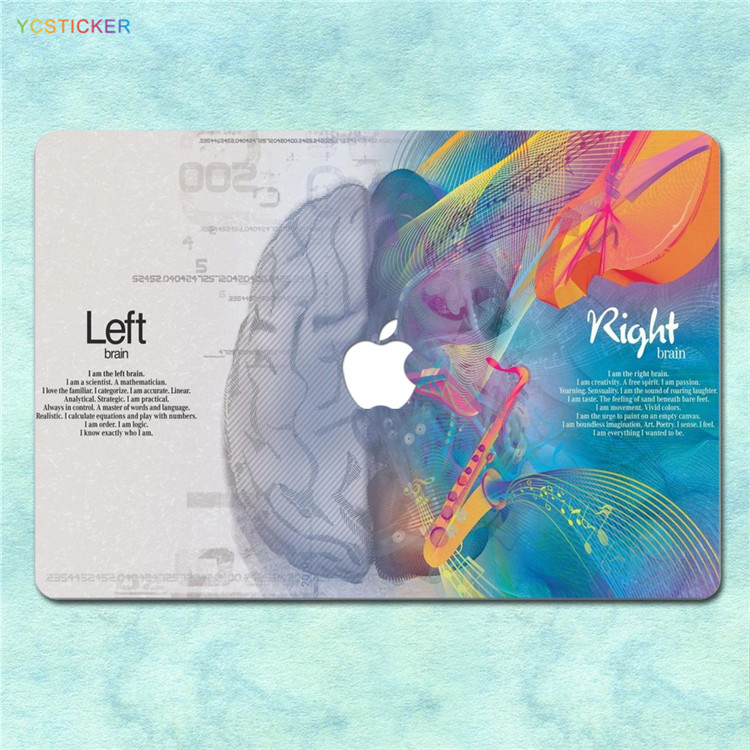 YCSTICKER
002
5
4
Left
brain
I am the left brain.
I am a scientist. A mathematician.
I love the familiar. I categorize. I am accurate. Linear.
Analytical. Strategic. I am practical.
Always in control. A master of words and language.
Realistic. I calculate equations and play with numbers.
I am order. I am logic.
I know exactly who I am.
Right
brain
I am the right brain.
I am creativity. A free spirit. I am passion.
Yearning. Sensuality. I am the sound of roaring laughter.
I am taste. The feeling of sand beneath bare feet.
I am movement. Vivid colors.
I am the urge to paint on an empty canvas.
I am boundless imagination. Art. Poetry. I sense. I feel.
I am everything I wanted to be.